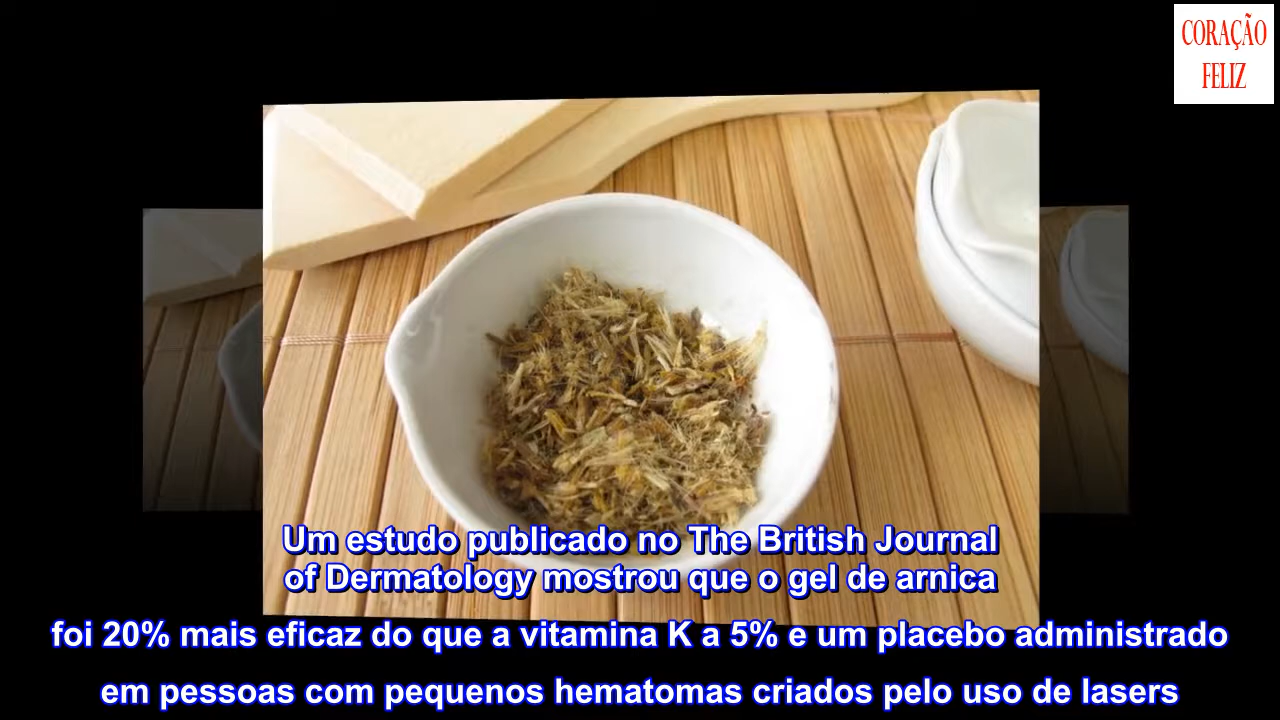 CORAÇÃO
FELIZ
Um estudo publicado no The British Journal
of Dermatology mostrou que o gel de arnica
foi 20% mais eficaz do que a vitamina K a 5% e um placebo administrado
em pessoas com pequenos hematomas criados pelo uso de lasers